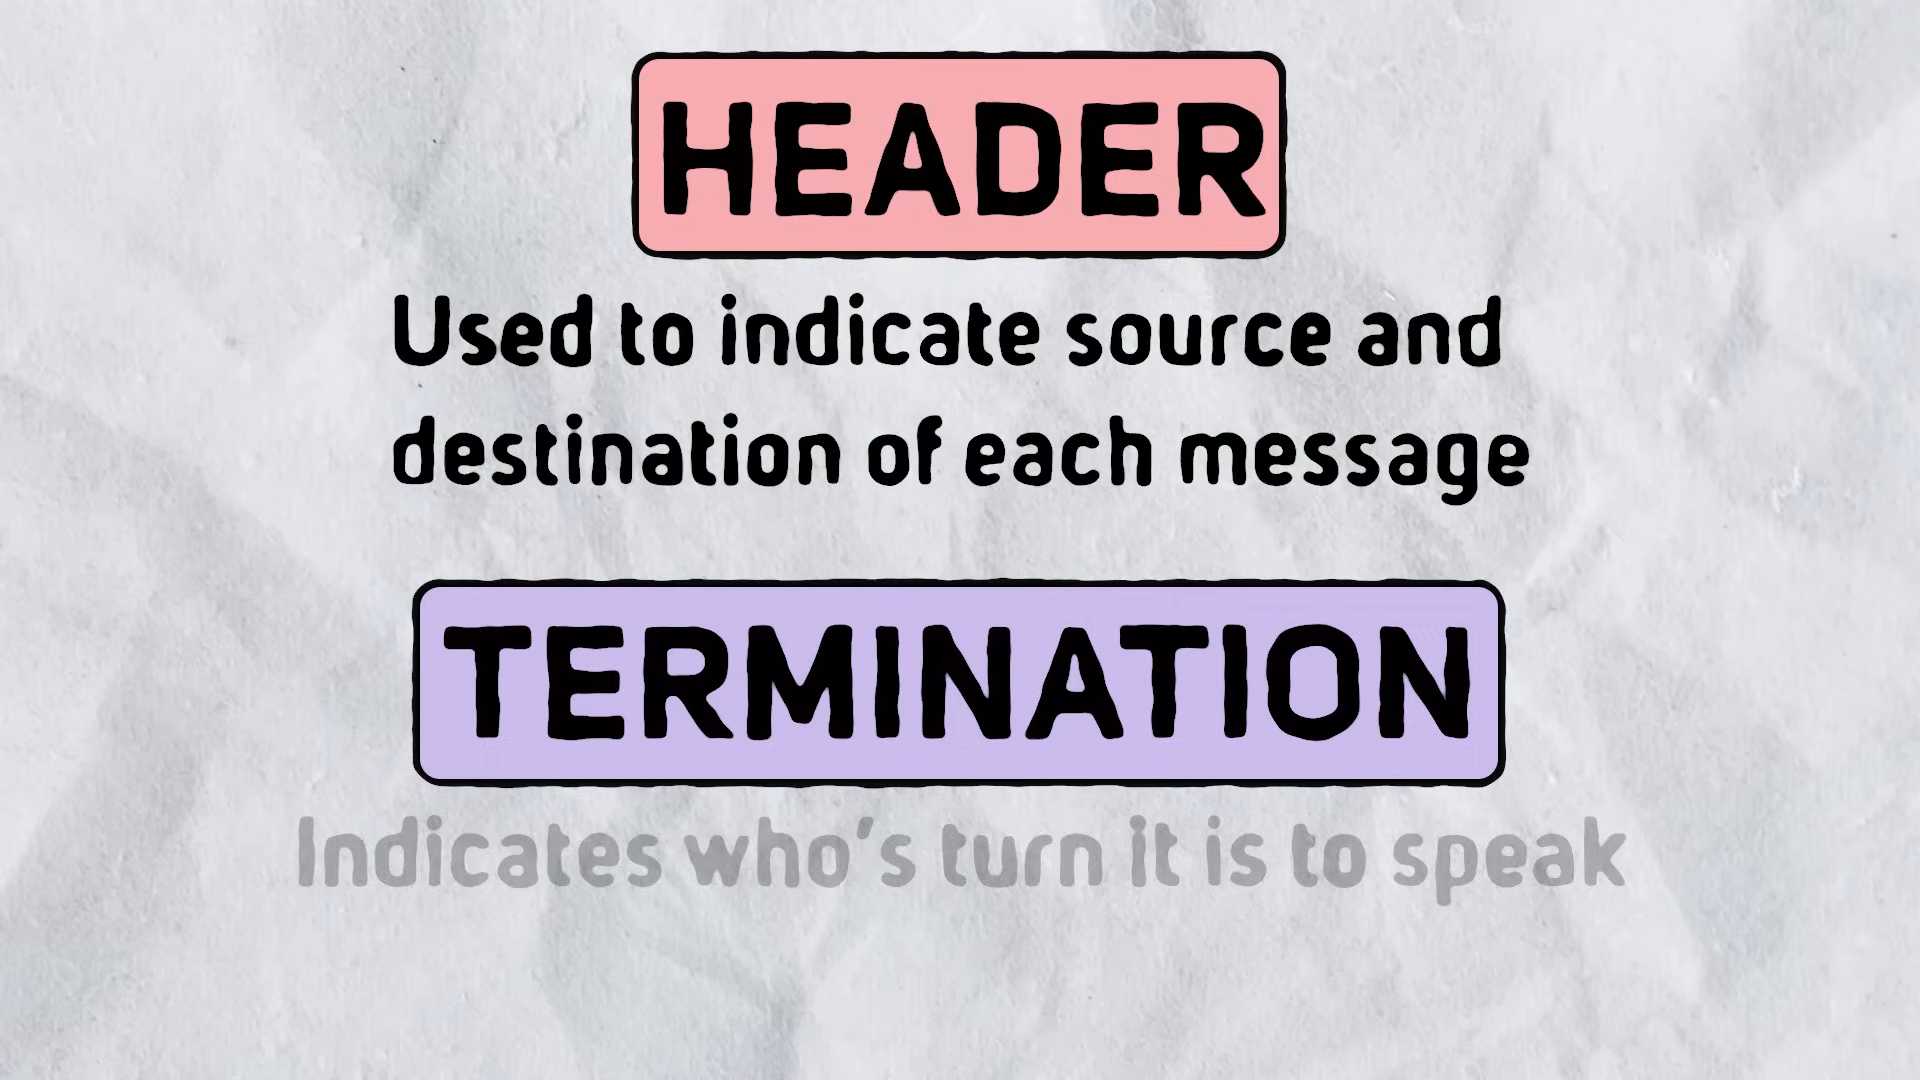 HEADER
Used to indicate source and
destination of each message
TERMINATION
Indicates who's turn it is to speak